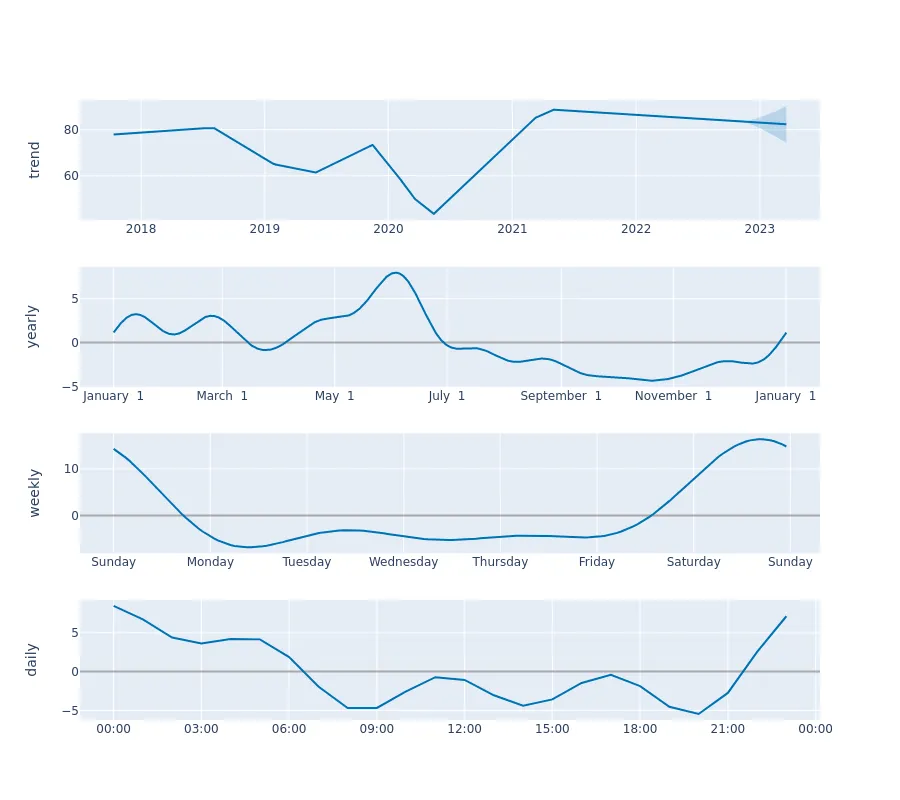 trend
80
60
2018 2019 2020 2021 2022 2023
yearly
5
0
−5
January 1 March 1 May 1 July 1 September 1 November 1 January 1
weekly
10
0
Sunday Monday Tuesday Wednesday Thursday Friday Saturday Sunday
daily
5
0
−5
00:00 03:00 06:00 09:00 12:00 15:00 18:00 21:00 00:00